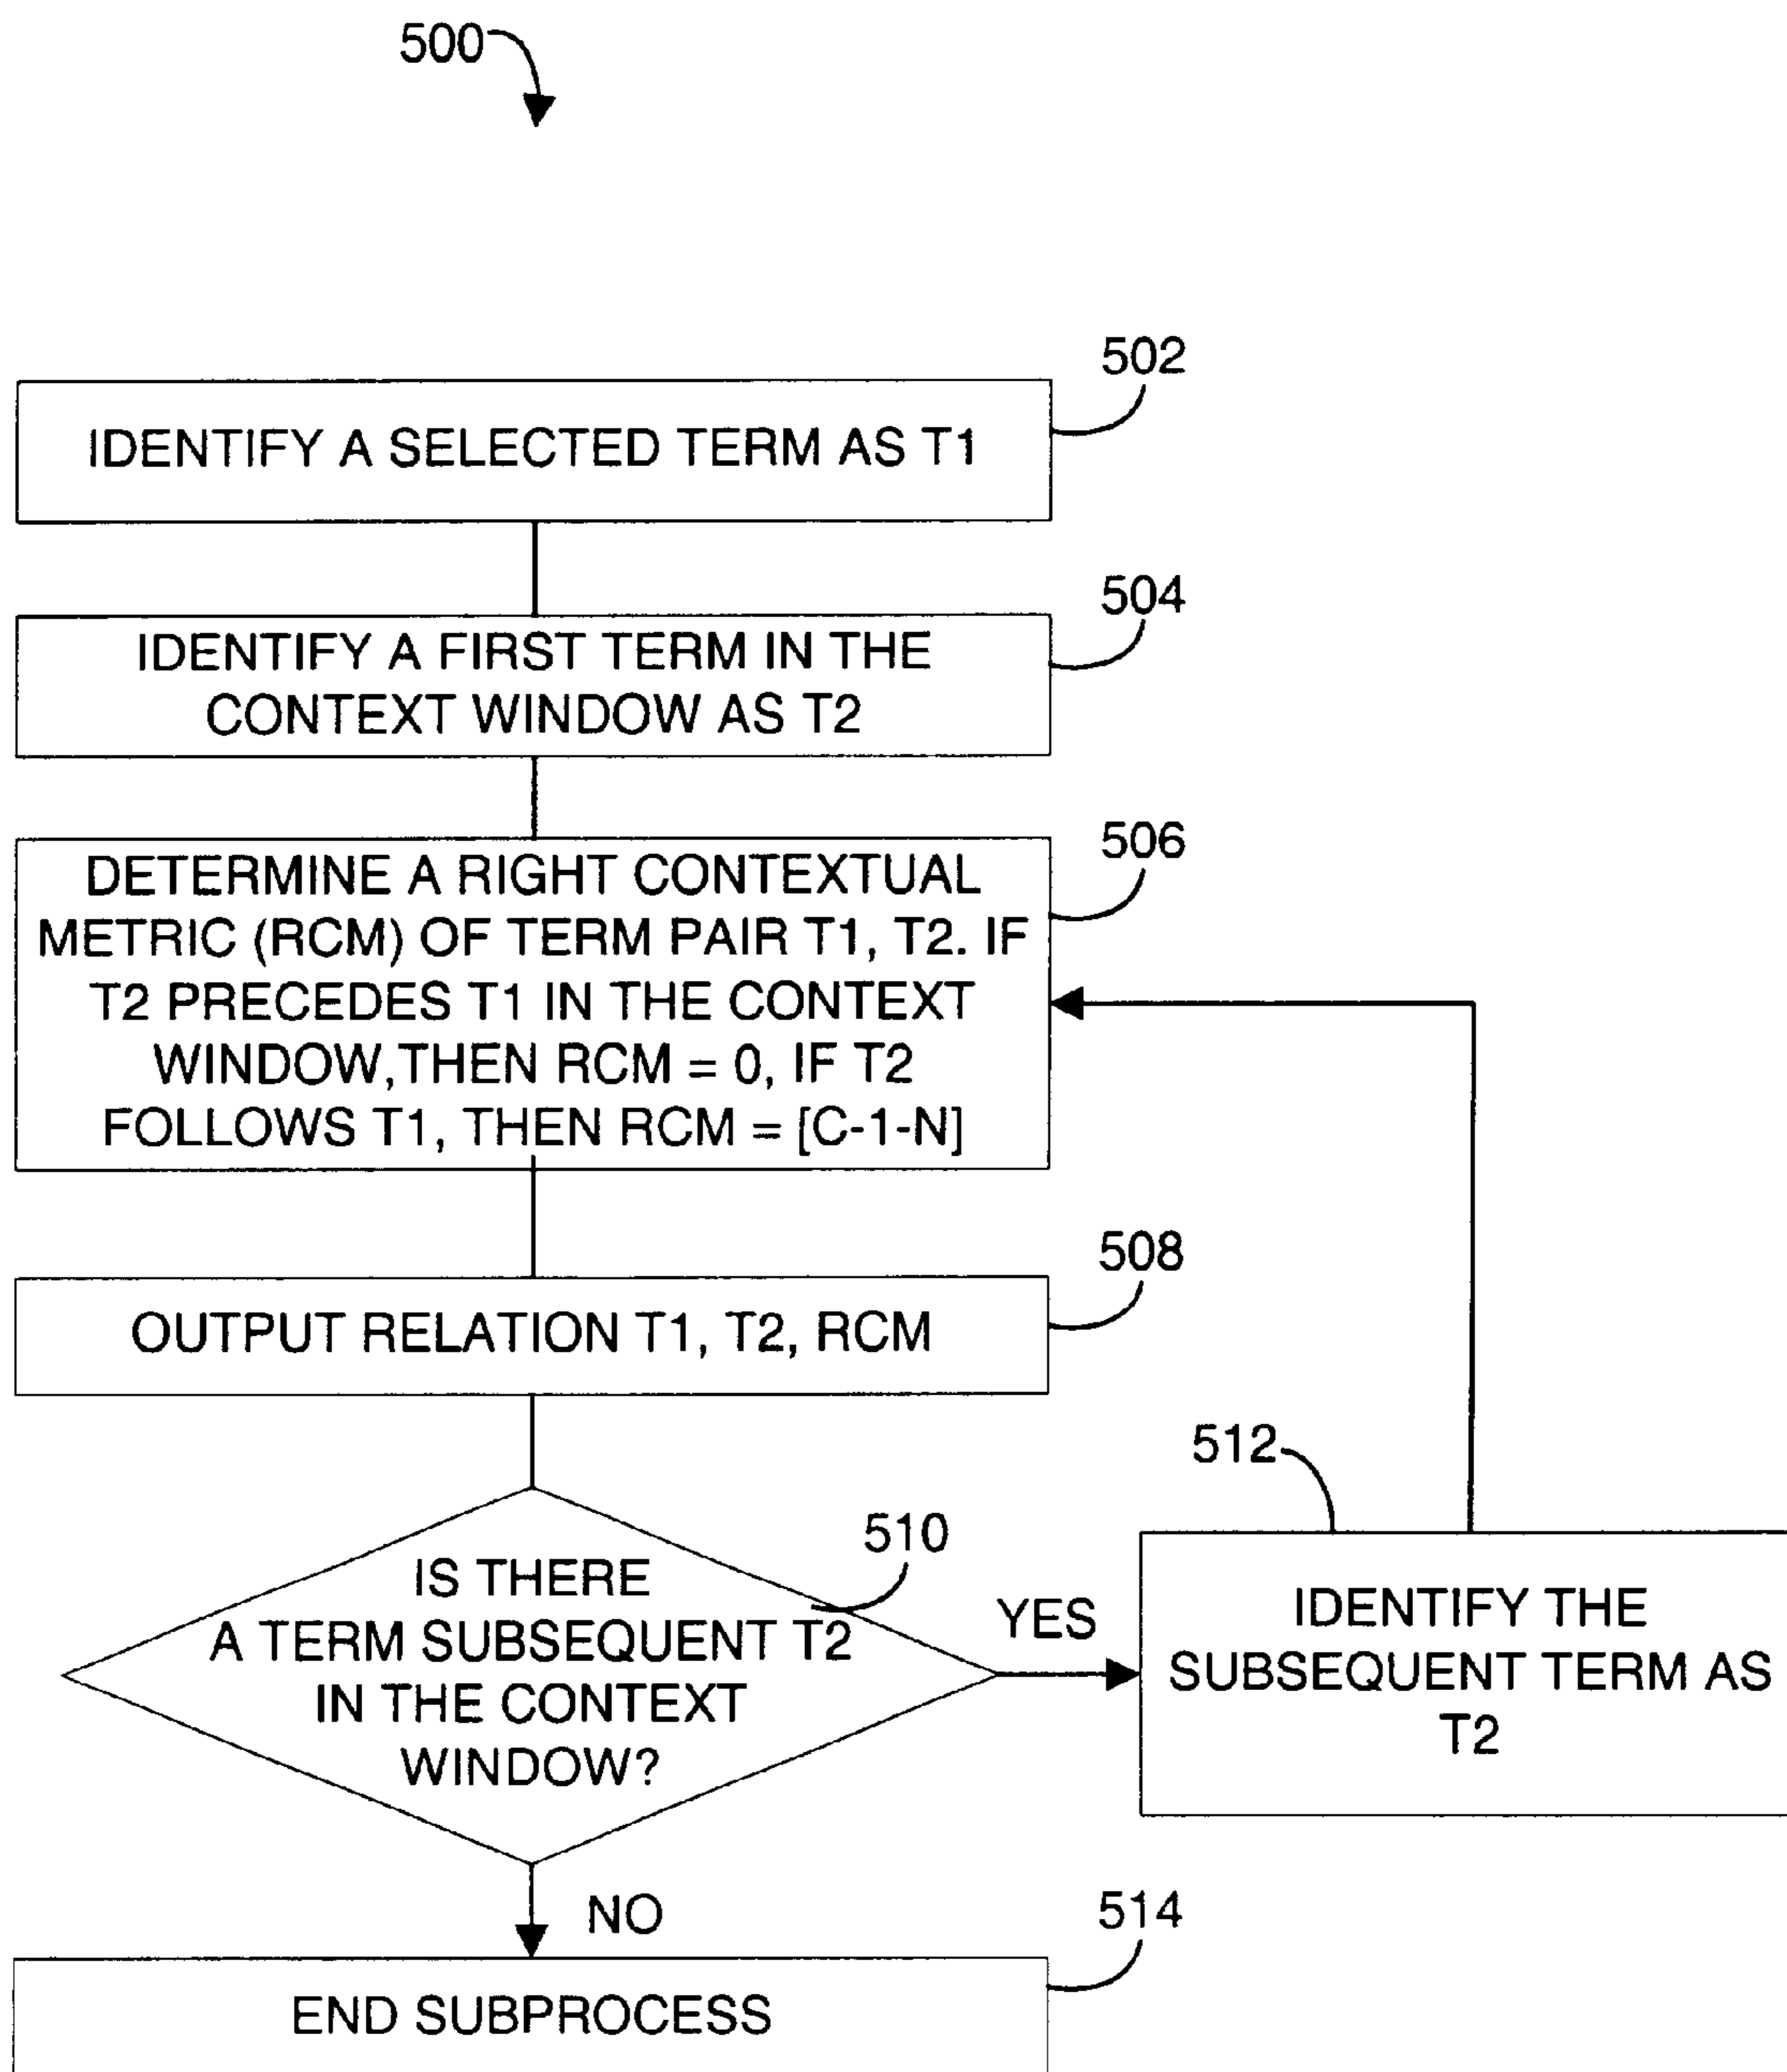 500
502
IDENTIFY A SELECTED TERM AS T1
504
IDENTIFY A FIRST TERM IN THE
CONTEXT WINDOW AS T2
506
DETERMINE A RIGHT CONTEXTUAL
METRIC (RCM) OF TERM PAIR T1, T2. IF
T2 PRECEDES T1 IN THE CONTEXT
WINDOW,THEN RCM = 0, IF T2
FOLLOWS T1, THEN RCM = [C-1-N]
508
OUTPUT RELATION T1, T2, RCM
510
IS THERE
A TERM SUBSEQUENT T2
IN THE CONTEXT
WINDOW?
YES
512
IDENTIFY THE
SUBSEQUENT TERM AS
T2
NO
514
END SUBPROCESS